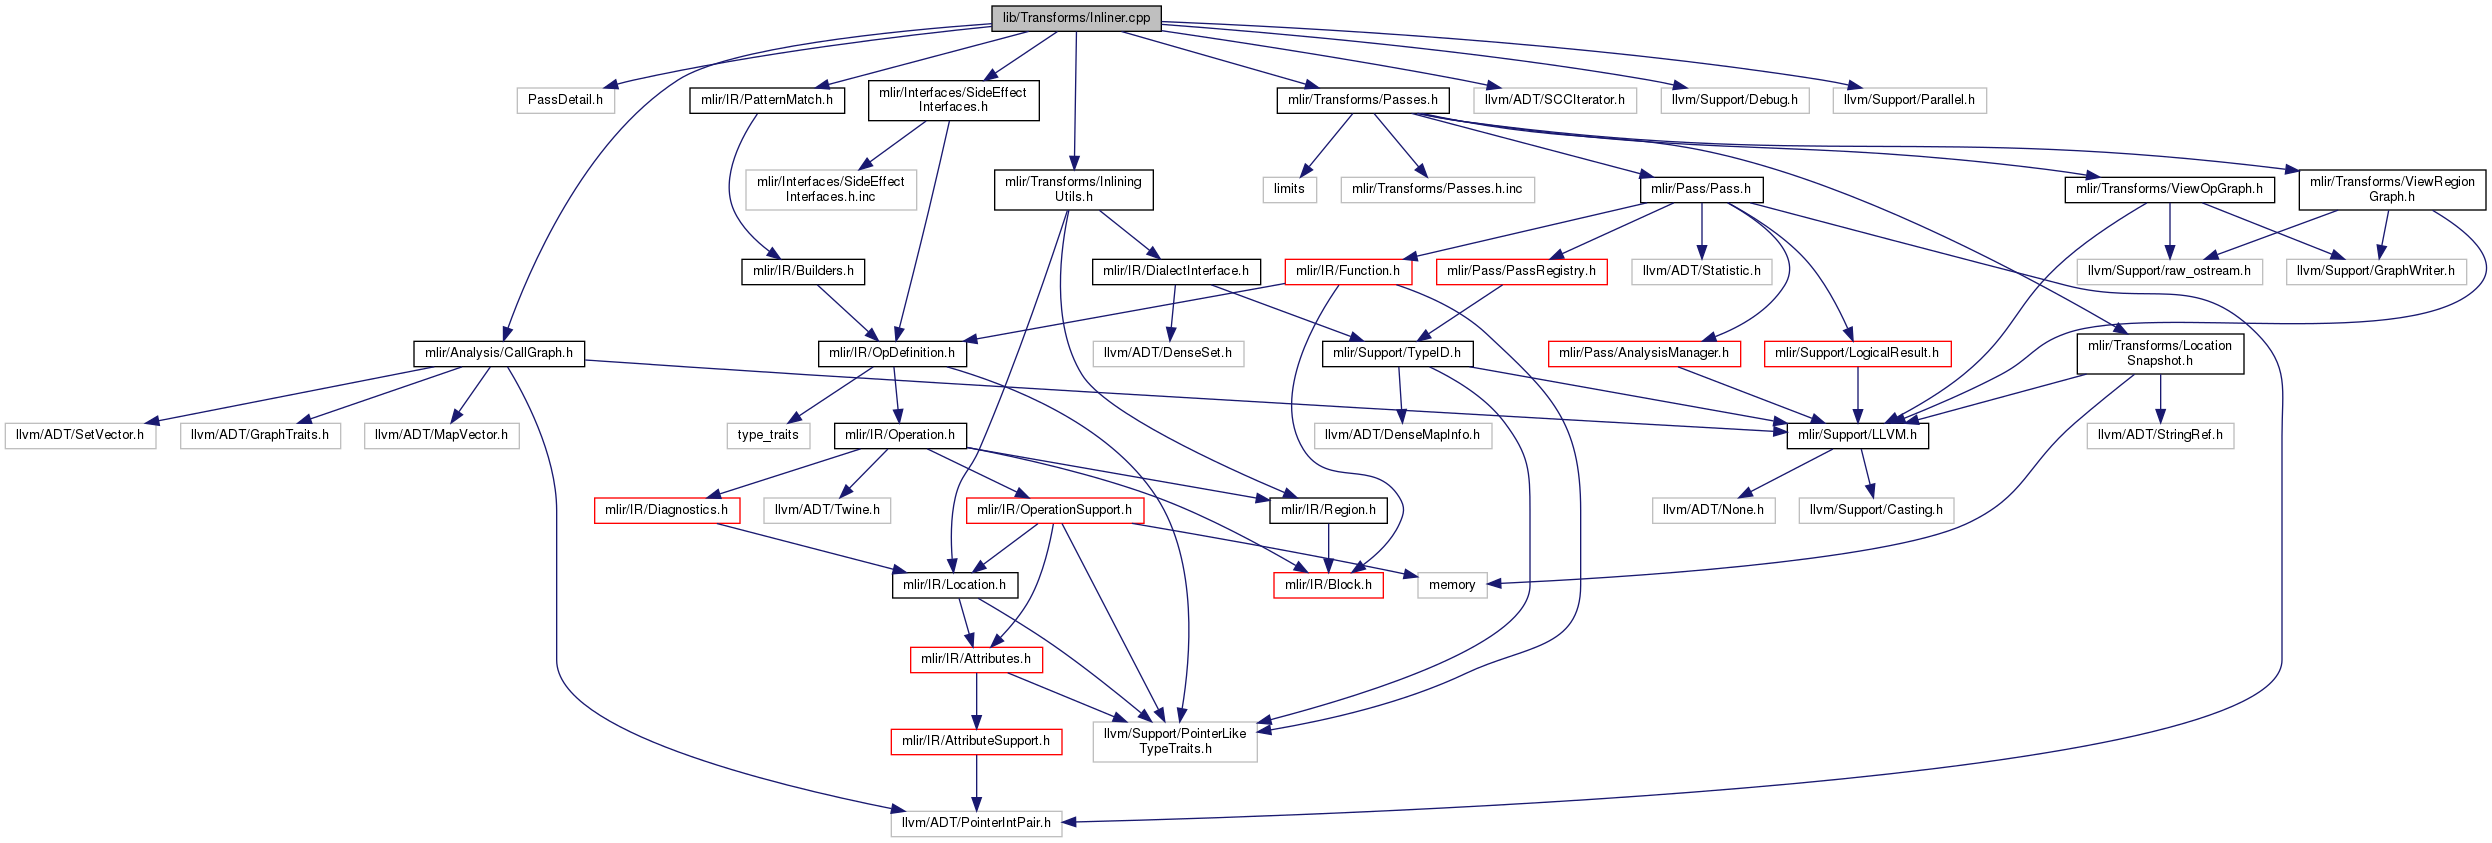 lib/Transforms/Inliner.cpp
PassDetail.h
mlir/IR/PatternMatch.h
mlir/Interfaces/SideEffect
Interfaces.h
mlir/Transforms/Passes.h
llvm/ADT/SCCIterator.h
llvm/Support/Debug.h
llvm/Support/Parallel.h
mlir/Interfaces/SideEffect
Interfaces.h.inc
mlir/Transforms/Inlining
Utils.h
limits
mlir/Transforms/Passes.h.inc
mlir/Pass/Pass.h
mlir/Transforms/ViewOpGraph.h
mlir/Transforms/ViewRegion
Graph.h
mlir/IR/Builders.h
mlir/IR/DialectInterface.h
mlir/IR/Function.h
mlir/Pass/PassRegistry.h
llvm/ADT/Statistic.h
llvm/Support/raw_ostream.h
llvm/Support/GraphWriter.h
mlir/Analysis/CallGraph.h
mlir/IR/OpDefinition.h
llvm/ADT/DenseSet.h
mlir/Support/TypeID.h
mlir/Pass/AnalysisManager.h
mlir/Support/LogicalResult.h
mlir/Transforms/Location
Snapshot.h
llvm/ADT/SetVector.h
llvm/ADT/GraphTraits.h
llvm/ADT/MapVector.h
type_traits
mlir/IR/Operation.h
llvm/ADT/DenseMapInfo.h
mlir/Support/LLVM.h
llvm/ADT/StringRef.h
mlir/IR/Diagnostics.h
llvm/ADT/Twine.h
mlir/IR/OperationSupport.h
mlir/IR/Region.h
llvm/ADT/None.h
llvm/Support/Casting.h
mlir/IR/Location.h
mlir/IR/Block.h
memory
mlir/IR/Attributes.h
mlir/IR/AttributeSupport.h
llvm/Support/PointerLike
TypeTraits.h
llvm/ADT/PointerIntPair.h